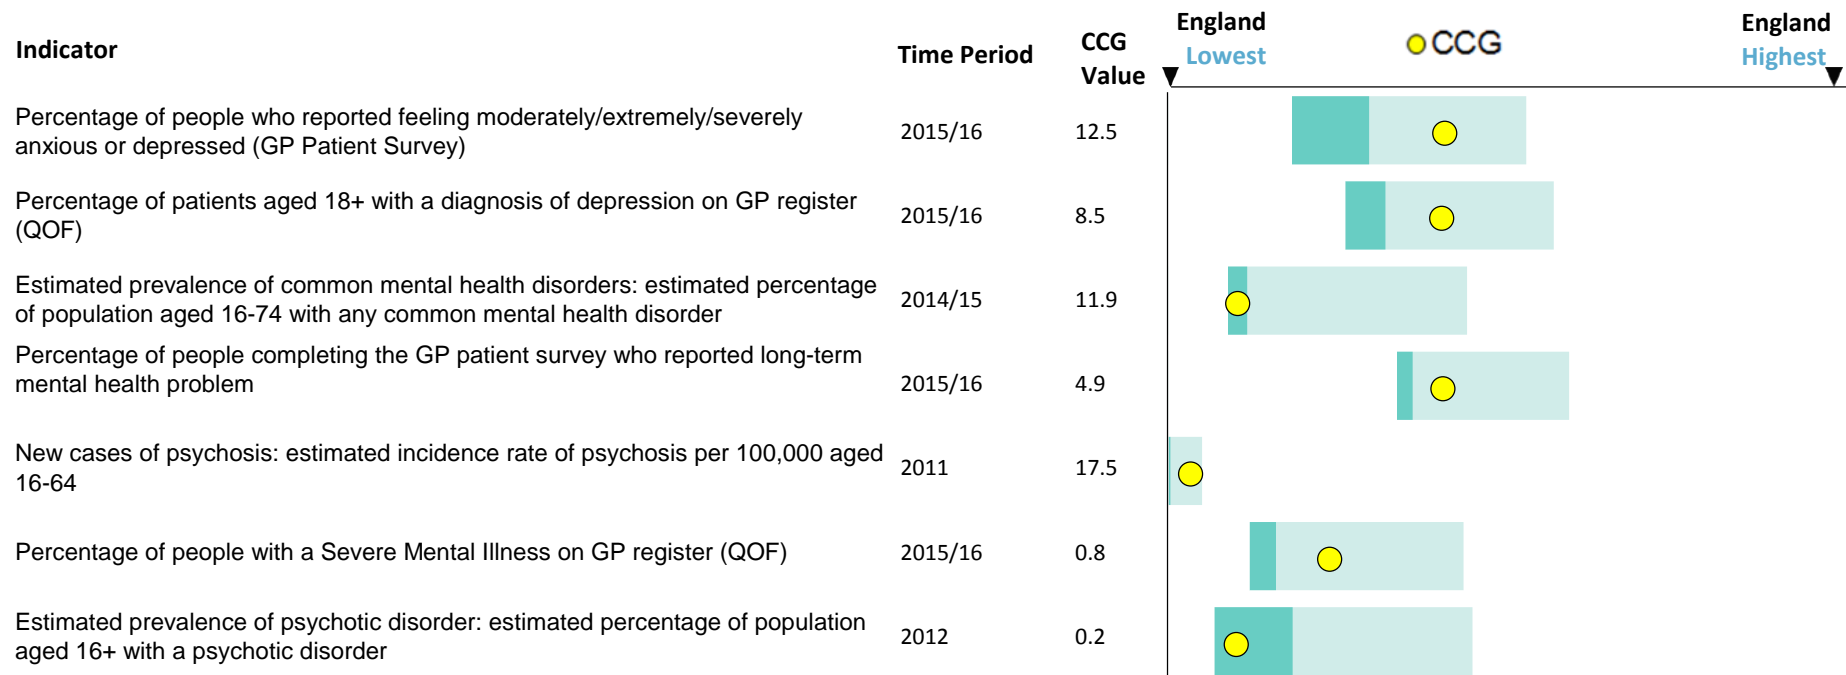 Indicator
Time Period
CCG
Value
England
Lowest
CCG
England
Highest
Percentage of people who reported feeling moderately/extremely/severely
anxious or depressed (GP Patient Survey)
2015/16
12.5
Percentage of patients aged 18+ with a diagnosis of depression on GP register
(QOF)
2015/16
8.5
Estimated prevalence of common mental health disorders: estimated percentage
of population aged 16-74 with any common mental health disorder
2014/15
11.9
Percentage of people completing the GP patient survey who reported long-term
mental health problem
2015/16
4.9
New cases of psychosis: estimated incidence rate of psychosis per 100,000 aged
16-64
2011
17.5
Percentage of people with a Severe Mental Illness on GP register (QOF)
2015/16
0.8
Estimated prevalence of psychotic disorder: estimated percentage of population
aged 16+ with a psychotic disorder
2012
0.2